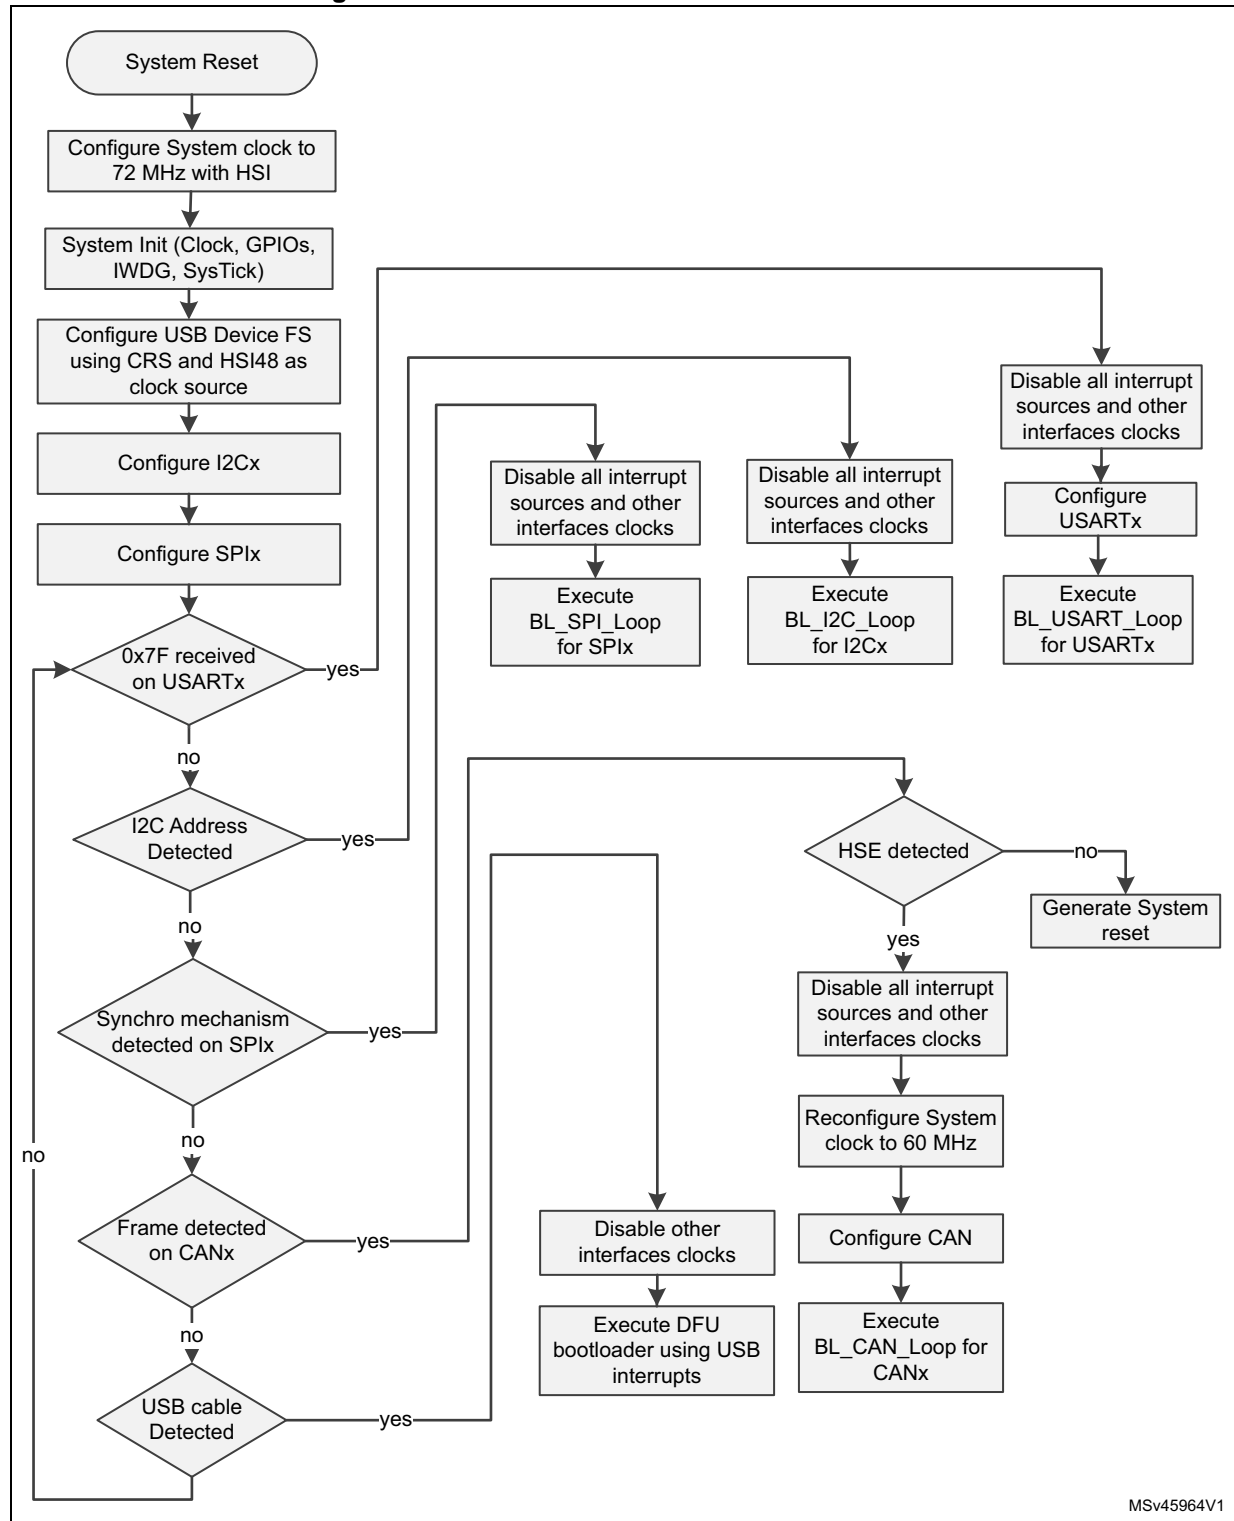 System Reset
Configure System clock to
72 MHz with HSI
System Init (Clock, GPIOs,
IWDG, SysTick)
Configure USB Device FS
using CRS and HSI48 as
clock source
Configure I2Cx
Configure SPIx
0x7F received
on USARTx
yes
no
I2C Address
Detected
yes
no
Synchro mechanism
detected on SPIx
yes
no
Frame detected
on CANx
yes
no
USB cable
Detected
yes
no
Disable all interrupt
sources and other
interfaces clocks
Execute
BL_SPI_Loop
for SPIx
Disable all interrupt
sources and other
interfaces clocks
Execute
BL_I2C_Loop
for I2Cx
Disable all interrupt
sources and other
interfaces clocks
Configure
USARTx
Execute
BL_USART_Loop
for USARTx
HSE detected
no
Generate System
reset
yes
Disable all interrupt
sources and other
interfaces clocks
Reconfigure System
clock to 60 MHz
Configure CAN
Execute
BL_CAN_Loop for
CANx
Disable other
interfaces clocks
Execute DFU
bootloader using USB
interrupts
MSv45964V1